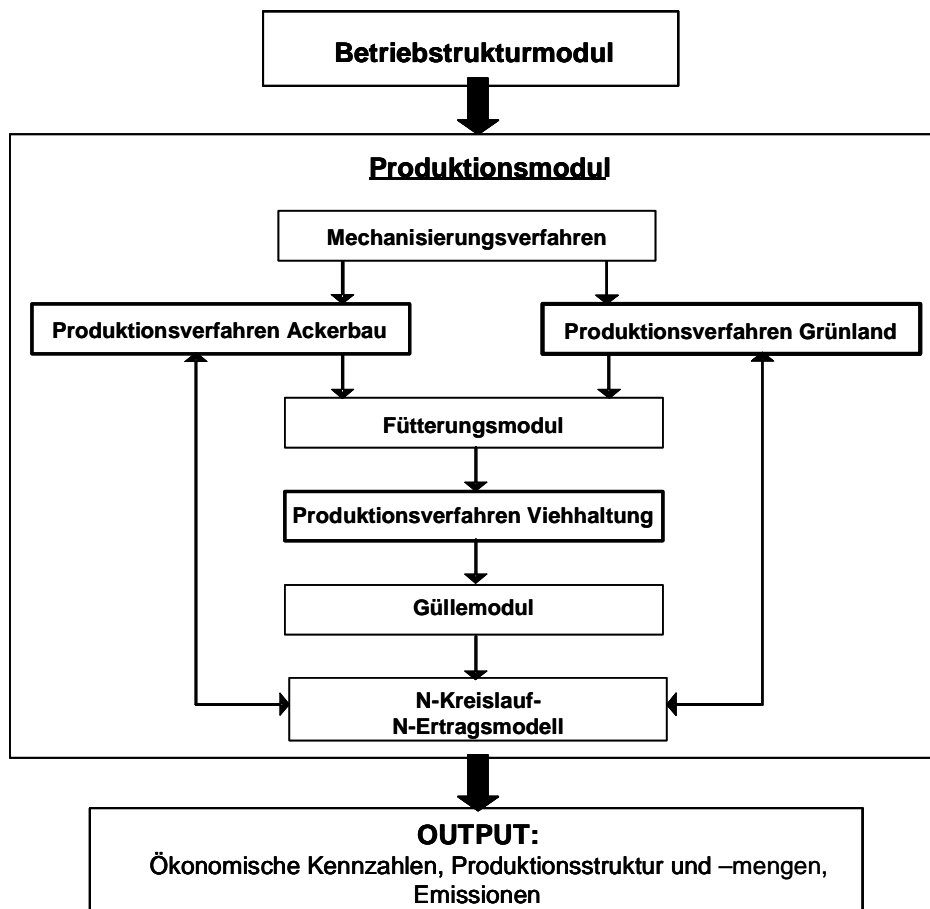 Betriebstrukturmodul
Produktionsmodul
Mechanisierungsverfahren
Produktionsverfahren Ackerbau
Produktionsverfahren Grünland
Fütterungsmodul
Produktionsverfahren Viehhaltung
Güllemodul
N-Kreislauf-
N-Ertragsmodell
OUTPUT:
Ökonomische Kennzahlen, Produktionsstruktur und –mengen,
Emissionen